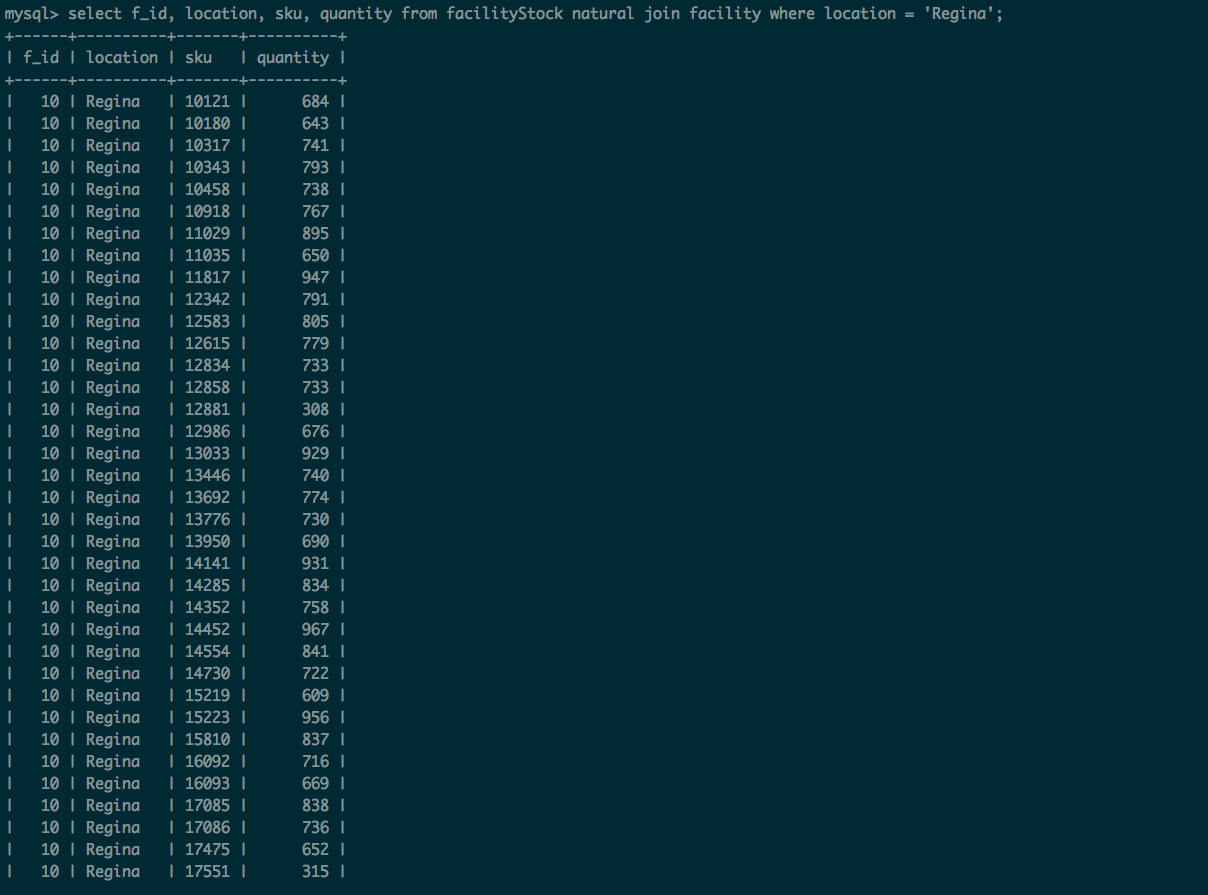 mysql> select f_id, location, sku, quantity from facilityStock natural join facility where location = 'Regina';
+------+----------+-------+----------+
| f_id | location | sku   | quantity |
+------+----------+-------+----------+
|   10 | Regina   | 10121 |      684 |
|   10 | Regina   | 10180 |      643 |
|   10 | Regina   | 10317 |      741 |
|   10 | Regina   | 10343 |      793 |
|   10 | Regina   | 10458 |      738 |
|   10 | Regina   | 10918 |      767 |
|   10 | Regina   | 11029 |      895 |
|   10 | Regina   | 11035 |      650 |
|   10 | Regina   | 11817 |      947 |
|   10 | Regina   | 12342 |      791 |
|   10 | Regina   | 12583 |      805 |
|   10 | Regina   | 12615 |      779 |
|   10 | Regina   | 12834 |      733 |
|   10 | Regina   | 12858 |      733 |
|   10 | Regina   | 12881 |      308 |
|   10 | Regina   | 12986 |      676 |
|   10 | Regina   | 13033 |      929 |
|   10 | Regina   | 13446 |      740 |
|   10 | Regina   | 13692 |      774 |
|   10 | Regina   | 13776 |      730 |
|   10 | Regina   | 13950 |      690 |
|   10 | Regina   | 14141 |      931 |
|   10 | Regina   | 14285 |      834 |
|   10 | Regina   | 14352 |      758 |
|   10 | Regina   | 14452 |      967 |
|   10 | Regina   | 14554 |      841 |
|   10 | Regina   | 14730 |      722 |
|   10 | Regina   | 15219 |      609 |
|   10 | Regina   | 15223 |      956 |
|   10 | Regina   | 15810 |      837 |
|   10 | Regina   | 16092 |      716 |
|   10 | Regina   | 16093 |      669 |
|   10 | Regina   | 17085 |      838 |
|   10 | Regina   | 17086 |      736 |
|   10 | Regina   | 17475 |      652 |
|   10 | Regina   | 17551 |      315 |